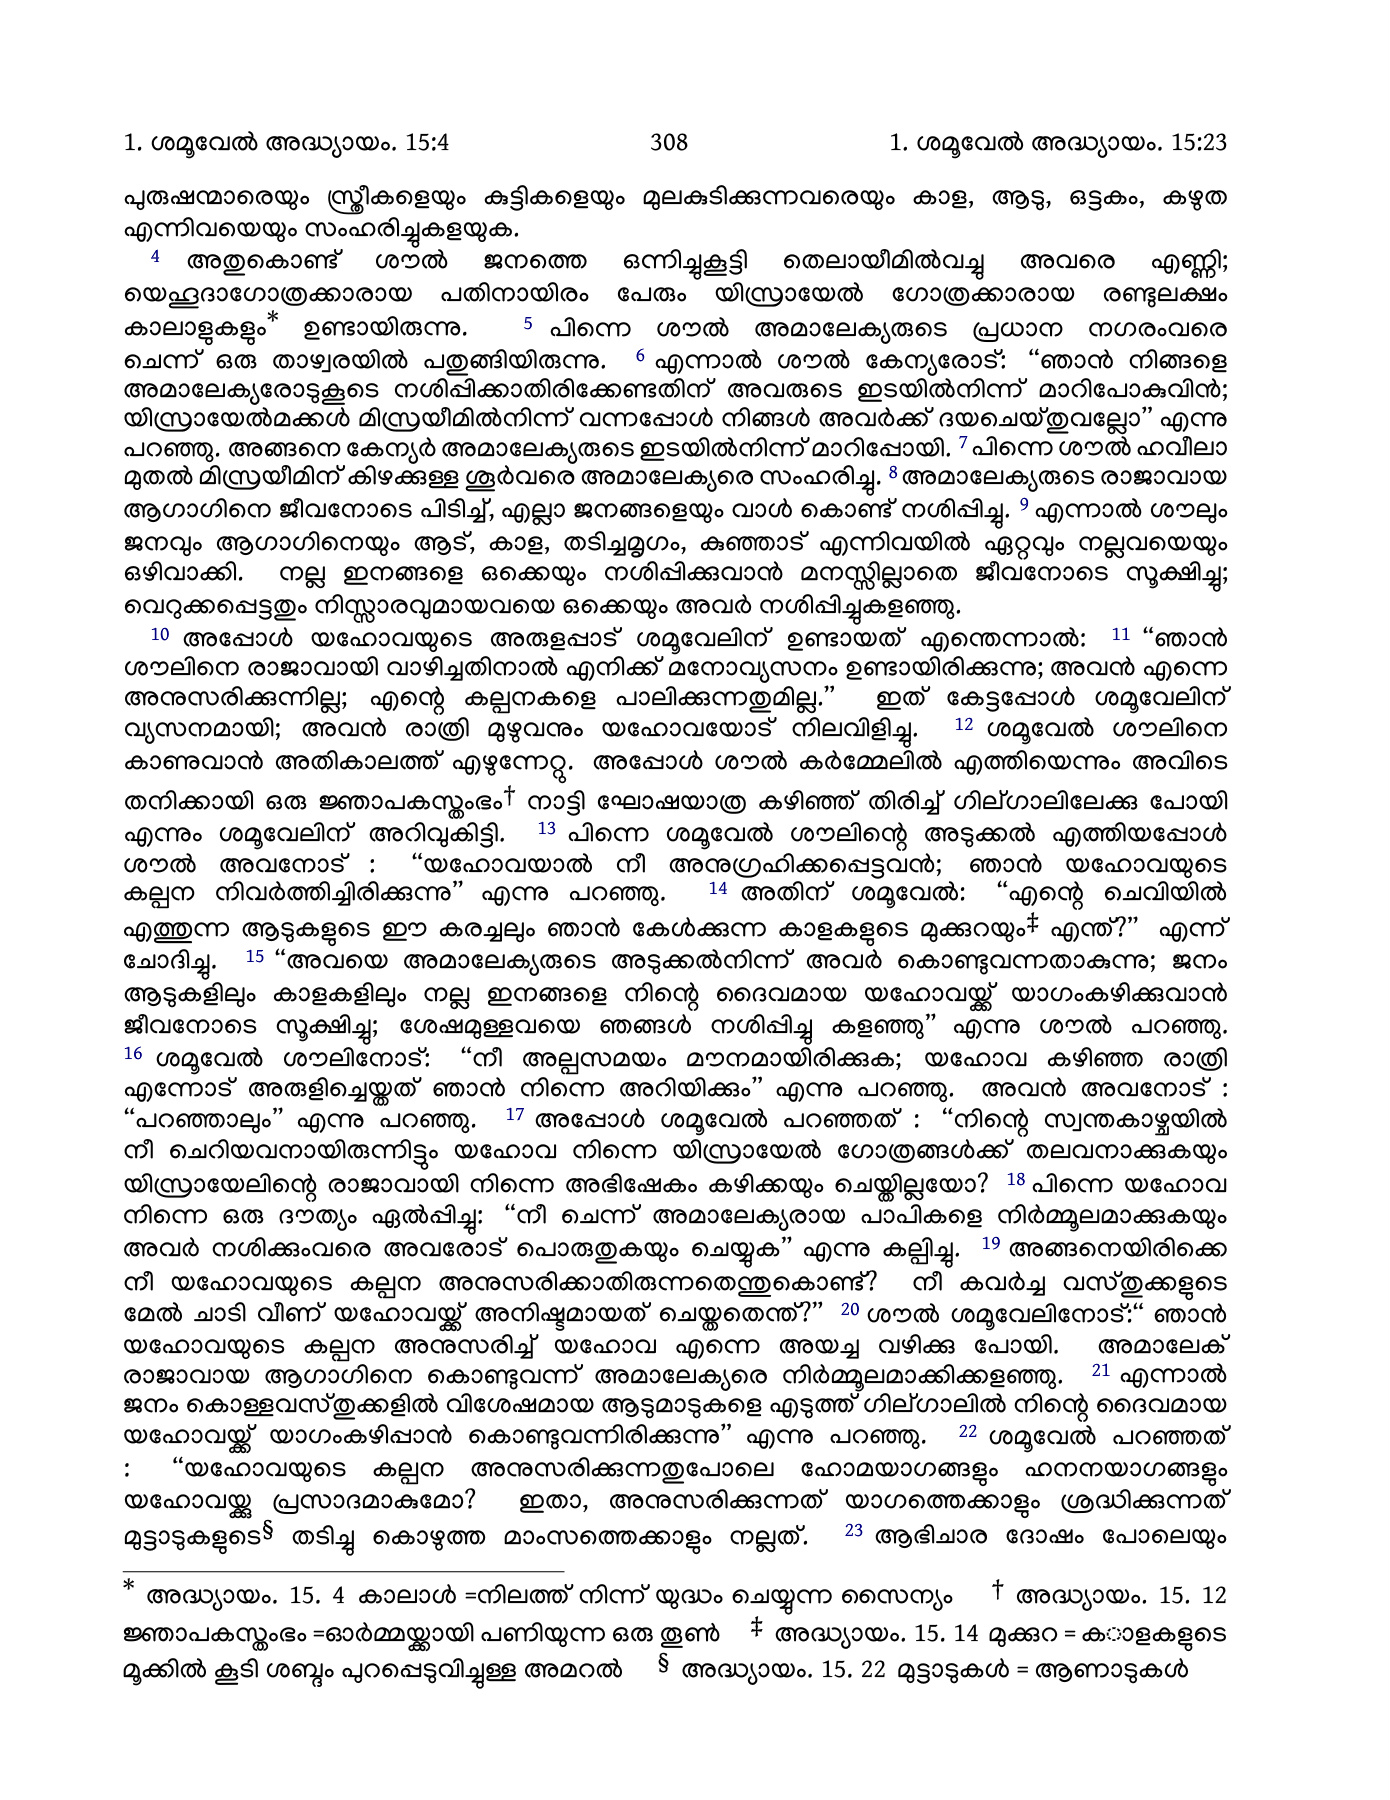 1. ശമൂവേൽ അദ്ധ്യായം. 15:4 308 1. ശമൂവേൽ അദ്ധ്യായം. 15:23
പുരുഷന്മാരെയും സ്ത്രീകളെയും കുട്ടികളെയും മുലകുടിക്കുന്നവരെയും കാള, ആടു, ഒട്ടകം, കഴുത
എന്നിവയെയും സംഹരിച്ചുകളയുക.
4 അതുകൊണ്ട് ശൗൽ ജനത്തെ ഒന്നിച്ചുകൂട്ടി തെലായീമിൽവച്ചു അവരെ എണ്ണി;
യെഹൂദാഗോത്രക്കാരായ പതിനായിരം പേരും യിസ്രായേൽ ഗോത്രക്കാരായ രണ്ടുലക്ഷം
കാലാളുകളും* ഉണ്ടായിരുന്നു. 5 പിന്നെ ശൗൽ അമാലേക്യരുടെ പ്രധാന നഗരംവരെ
ചെന്ന് ഒരു താഴ്വരയിൽ പതുങ്ങിയിരുന്നു. 6 എന്നാൽ ശൗൽ കേന്യരോട്: “ഞാൻ നിങ്ങളെ
അമാലേക്യരോടുകൂടെ നശിപ്പിക്കാതിരിക്കേണ്ടതിന് അവരുടെ ഇടയിൽനിന്ന് മാറിപോകുവിൻ;
യിസ്രായേൽമക്കൾ മിസ്രയീമിൽനിന്ന് വന്നപ്പോൾ നിങ്ങൾ അവർക്ക് ദയചെയ്തുവല്ലോ” എന്നു
പറഞ്ഞു. അങ്ങനെ കേന്യർ അമാലേക്യരുടെ ഇടയിൽനിന്ന് മാറിപ്പോയി. 7 പിന്നെ ശൗൽ ഹവീലാ
മുതൽ മിസ്രയീമിന് കിഴക്കുള്ള ശൂർവരെ അമാലേക്യരെ സംഹരിച്ചു. 8 അമാലേക്യരുടെ രാജാവായ
ആഗാഗിനെ ജീവനോടെ പിടിച്ച്, എല്ലാ ജനങ്ങളെയും വാൾ കൊണ്ട് നശിപ്പിച്ചു. 9 എന്നാൽ ശൗലും
ജനവും ആഗാഗിനെയും ആട്, കാള, തടിച്ചമൃഗം, കുഞ്ഞാട് എന്നിവയിൽ ഏറ്റവും നല്ലവയെയും
ഒഴിവാക്കി. നല്ല ഇനങ്ങളെ ഒക്കെയും നശിപ്പിക്കുവാൻ മനസ്സില്ലാതെ ജീവനോടെ സൂക്ഷിച്ചു;
വെറുക്കപ്പെട്ടതും നിസ്സാരവുമായവയെ ഒക്കെയും അവർ നശിപ്പിച്ചുകളഞ്ഞു.
10 അപ്പോൾ യഹോവയുടെ അരുളപ്പാട് ശമൂവേലിന് ഉണ്ടായത് എന്തെന്നാൽ: 11 “ഞാൻ
ശൗലിനെ രാജാവായി വാഴിച്ചതിനാൽ എനിക്ക് മനോവ്യസനം ഉണ്ടായിരിക്കുന്നു; അവൻ എന്നെ
അനുസരിക്കുന്നില്ല; എന്റെ കല്പനകളെ പാലിക്കുന്നതുമില്ല.” ഇത് കേട്ടപ്പോൾ ശമൂവേലിന്
വ്യസനമായി; അവൻ രാത്രി മുഴുവനും യഹോവയോട് നിലവിളിച്ചു. 12 ശമൂവേൽ ശൗലിനെ
കാണുവാൻ അതികാലത്ത് എഴുന്നേറ്റു. അപ്പോൾ ശൗൽ കർമ്മേലിൽ എത്തിയെന്നും അവിടെ
തനിക്കായി ഒരു ജ്ഞാപകസ്തംഭം† നാട്ടി ഘോഷയാത്ര കഴിഞ്ഞ് തിരിച്ച് ഗില്ഗാലിലേക്കു പോയി
എന്നും ശമൂവേലിന് അറിവുകിട്ടി. 13 പിന്നെ ശമൂവേൽ ശൗലിന്റെ അടുക്കൽ എത്തിയപ്പോൾ
ശൗൽ അവനോട് : “യഹോവയാൽ നീ അനുഗ്രഹിക്കപ്പെട്ടവൻ; ഞാൻ യഹോവയുടെ
കല്പന നിവർത്തിച്ചിരിക്കുന്നു” എന്നു പറഞ്ഞു. 14 അതിന് ശമൂവേൽ: “എന്റെ ചെവിയിൽ
എത്തുന്ന ആടുകളുടെ ഈ കരച്ചലും ഞാൻ കേൾക്കുന്ന കാളകളുടെ മുക്കുറയും‡ എന്ത്?” എന്ന്
ചോദിച്ചു. 15 “അവയെ അമാലേക്യരുടെ അടുക്കൽനിന്ന് അവർ കൊണ്ടുവന്നതാകുന്നു; ജനം
ആടുകളിലും കാളകളിലും നല്ല ഇനങ്ങളെ നിന്റെ ദൈവമായ യഹോവയ്ക്ക് യാഗംകഴിക്കുവാൻ
ജീവനോടെ സൂക്ഷിച്ചു; ശേഷമുള്ളവയെ ഞങ്ങൾ നശിപ്പിച്ചു കളഞ്ഞു” എന്നു ശൗൽ പറഞ്ഞു.
16 ശമൂവേൽ ശൗലിനോട്: “നീ അല്പസമയം മൗനമായിരിക്കുക; യഹോവ കഴിഞ്ഞ രാത്രി
എന്നോട് അരുളിച്ചെയ്തത് ഞാൻ നിന്നെ അറിയിക്കും” എന്നു പറഞ്ഞു. അവൻ അവനോട് :
“പറഞ്ഞാലും” എന്നു പറഞ്ഞു. 17 അപ്പോൾ ശമൂവേൽ പറഞ്ഞത് : “നിന്റെ സ്വന്തകാഴ്ചയിൽ
നീ ചെറിയവനായിരുന്നിട്ടും യഹോവ നിന്നെ യിസ്രായേൽ ഗോത്രങ്ങൾക്ക് തലവനാക്കുകയും
യിസ്രായേലിന്റെ രാജാവായി നിന്നെ അഭിഷേകം കഴിക്കയും ചെയ്തില്ലയോ? 18 പിന്നെ യഹോവ
നിന്നെ ഒരു ദൗത്യം ഏൽപ്പിച്ചു: “നീ ചെന്ന് അമാലേക്യരായ പാപികളെ നിർമ്മൂലമാക്കുകയും
അവർ നശിക്കുംവരെ അവരോട് പൊരുതുകയും ചെയ്യുക” എന്നു കല്പിച്ചു. 19 അങ്ങനെയിരിക്കെ
നീ യഹോവയുടെ കല്പന അനുസരിക്കാതിരുന്നതെന്തുകൊണ്ട്? നീ കവർച്ച വസ്തുക്കളുടെ
മേൽ ചാടി വീണ് യഹോവയ്ക്ക് അനിഷ്ടമായത് ചെയ്തതെന്ത്?” 20 ശൗൽ ശമൂവേലിനോട്:“ ഞാൻ
യഹോവയുടെ കല്പന അനുസരിച്ച് യഹോവ എന്നെ അയച്ച വഴിക്കു പോയി. അമാലേക്
രാജാവായ ആഗാഗിനെ കൊണ്ടുവന്ന് അമാലേക്യരെ നിർമ്മൂലമാക്കിക്കളഞ്ഞു. 21 എന്നാൽ
ജനം കൊള്ളവസ്തുക്കളിൽ വിശേഷമായ ആടുമാടുകളെ എടുത്ത് ഗില്ഗാലിൽ നിന്റെ ദൈവമായ
യഹോവയ്ക്ക് യാഗംകഴിപ്പാൻ കൊണ്ടുവന്നിരിക്കുന്നു” എന്നു പറഞ്ഞു. 22 ശമൂവേൽ പറഞ്ഞത്
: “യഹോവയുടെ കല്പന അനുസരിക്കുന്നതുപോലെ ഹോമയാഗങ്ങളും ഹനനയാഗങ്ങളും
യഹോവയ്ക്കു പ്രസാദമാകുമോ? ഇതാ, അനുസരിക്കുന്നത് യാഗത്തെക്കാളും ശ്രദ്ധിക്കുന്നത്
മുട്ടാടുകളുടെ§ തടിച്ചു കൊഴുത്ത മാംസത്തെക്കാളും നല്ലത്. 23 ആഭിചാര ദോഷം പോലെയും
* അദ്ധ്യായം. 15. 4 കാലാൾ =നിലത്ത് നിന്ന് യുദ്ധം ചെയ്യുന്ന സൈന്യം † അദ്ധ്യായം. 15. 12
ജ്ഞാപകസ്തംഭം =ഓർമ്മയ്ക്കായി പണിയുന്ന ഒരു തൂൺ ‡ അദ്ധ്യായം. 15. 14 മുക്കുറ = ക‌ാളകളുടെ
മൂക്കിൽ കൂടി ശബ്ദം പുറപ്പെടുവിച്ചുള്ള അമറൽ § അദ്ധ്യായം. 15. 22 മുട്ടാടുകൾ = ആണാടുകൾ